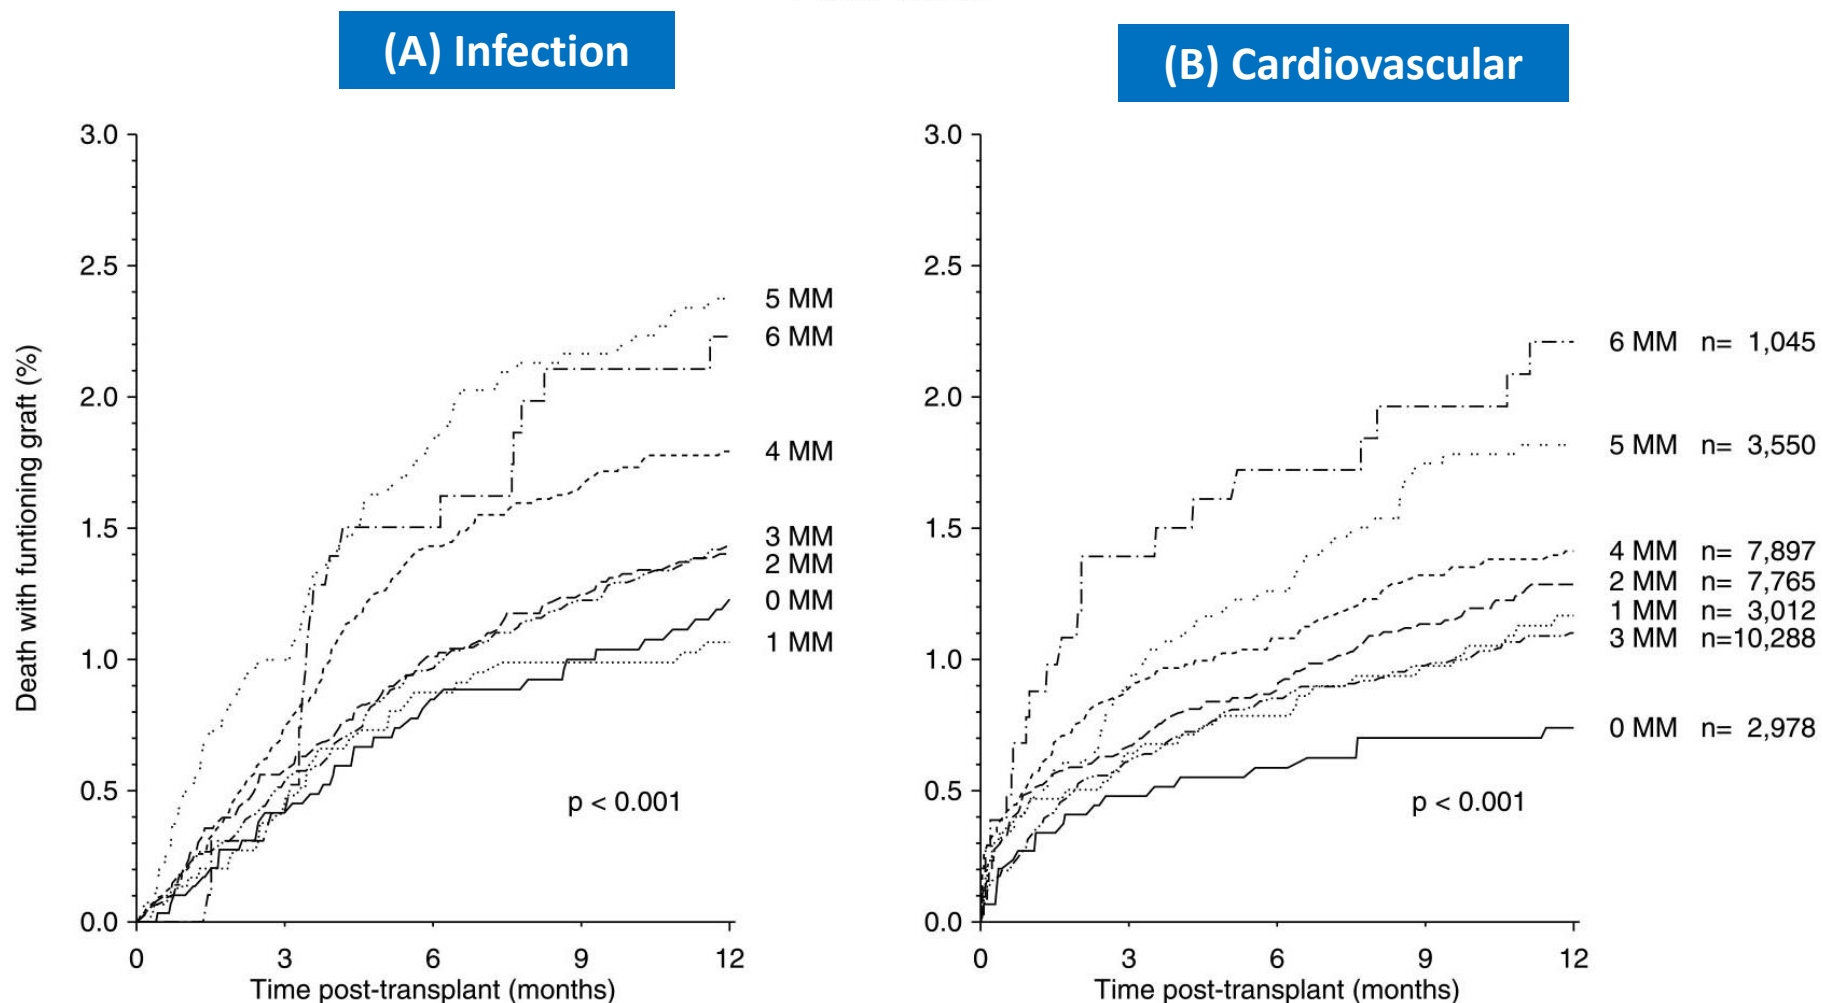 (A) Infection
Death with funtioning graft (%)
3.0
2.5
2.0
1.5
1.0
0.5
0.0
0 3 6 9 12
Time post-transplant (months)
5 MM
6 MM
4 MM
3 MM
2 MM
0 MM
1 MM
p < 0.001
(B) Cardiovascular
3.0
2.5
2.0
1.5
1.0
0.5
0.0
0 3 6 9 12
Time post-transplant (months)
6 MM n= 1,045
5 MM n= 3,550
4 MM n= 7,897
2 MM n= 7,765
1 MM n= 3,012
3 MM n=10,288
0 MM n= 2,978
p < 0.001